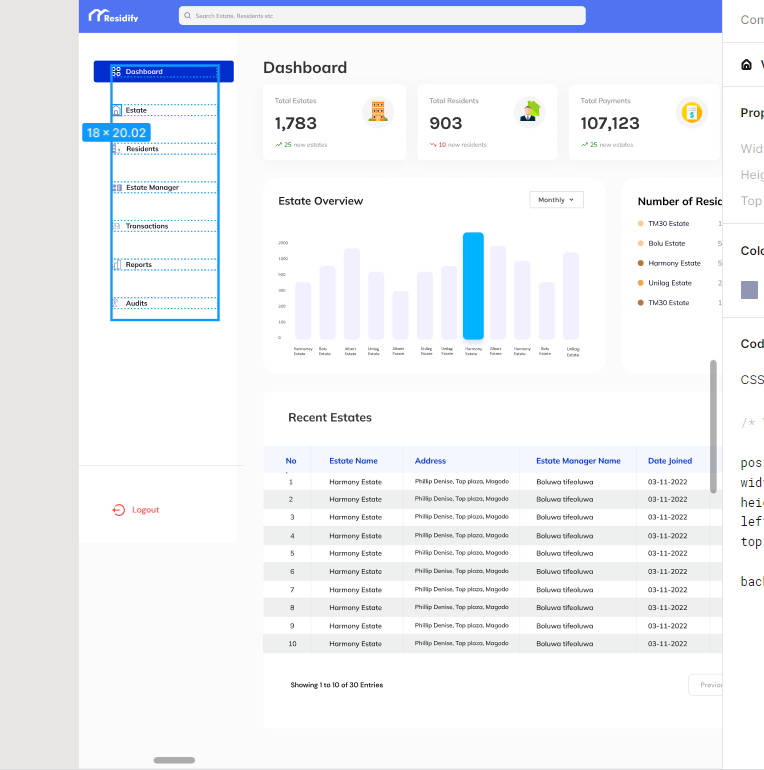 Residify
Search Estate, Residents etc
Dashboard
Estate
18 × 20.02
Residents
Estate Manager
Transactions
Reports
Audits
Logout
Dashboard
Total Estates
1,783
25 new estates
Total Residents
903
10 new residents
Total Payments
107,123
25 new estates
Estate Overview
Monthly
200
100
0
Harmony Estate
Bolu Estate
Albert Estate
Unilag Estate
Albert Estate
Unilag Estate
Unilag Estate
Harmony Estate
Albert Estate
Harmony Estate
Bolu Estate
Unilag Estate
Number of Resid
TM30 Estate 1
Bolu Estate 5
Harmony Estate 5
Unilag Estate 2
TM30 Estate 1
Recent Estates
No Estate Name Address Estate Manager Name Date Joined
1 Harmony Estate Phillip Denise, Top plaza, Magodo Boluwa tifeoluwa 03-11-2022
2 Harmony Estate Phillip Denise, Top plaza, Magodo Boluwa tifeoluwa 03-11-2022
3 Harmony Estate Phillip Denise, Top plaza, Magodo Boluwa tifeoluwa 03-11-2022
4 Harmony Estate Phillip Denise, Top plaza, Magodo Boluwa tifeoluwa 03-11-2022
5 Harmony Estate Phillip Denise, Top plaza, Magodo Boluwa tifeoluwa 03-11-2022
6 Harmony Estate Phillip Denise, Top plaza, Magodo Boluwa tifeoluwa 03-11-2022
7 Harmony Estate Phillip Denise, Top plaza, Magodo Boluwa tifeoluwa 03-11-2022
8 Harmony Estate Phillip Denise, Top plaza, Magodo Boluwa tifeoluwa 03-11-2022
9 Harmony Estate Phillip Denise, Top plaza, Magodo Boluwa tifeoluwa 03-11-2022
10 Harmony Estate Phillip Denise, Top plaza, Magodo Boluwa tifeoluwa 03-11-2022
Showing 1 to 10 of 30 Entries
Previou
Com
V
Prop
Wid
Heig
Top
Colo
Cod
CSS
/* V
pos
wid
hei
lef
top
bac